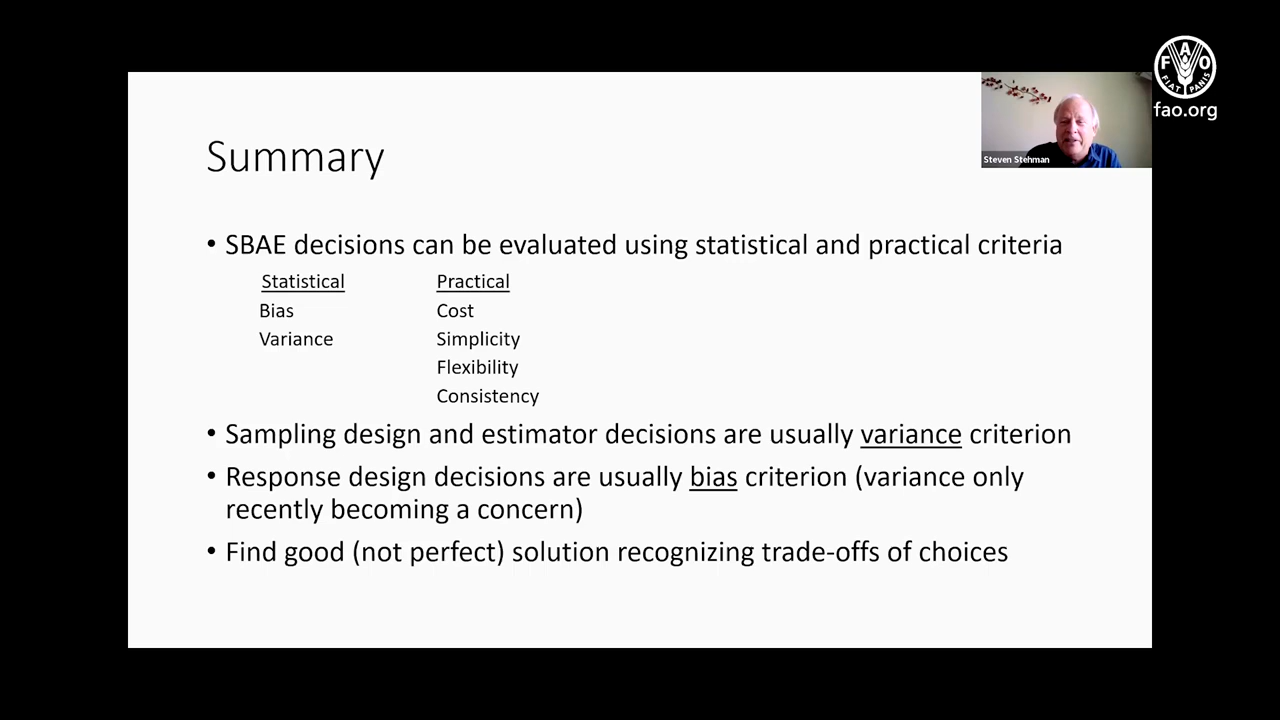 FAO
FIAT PANIS
fao.org
Steven Stehman
Summary
• SBAE decisions can be evaluated using statistical and practical criteria
Statistical Practical
Bias Cost
Variance Simplicity
Flexibility
Consistency
• Sampling design and estimator decisions are usually variance criterion
• Response design decisions are usually bias criterion (variance only
recently becoming a concern)
• Find good (not perfect) solution recognizing trade-offs of choices